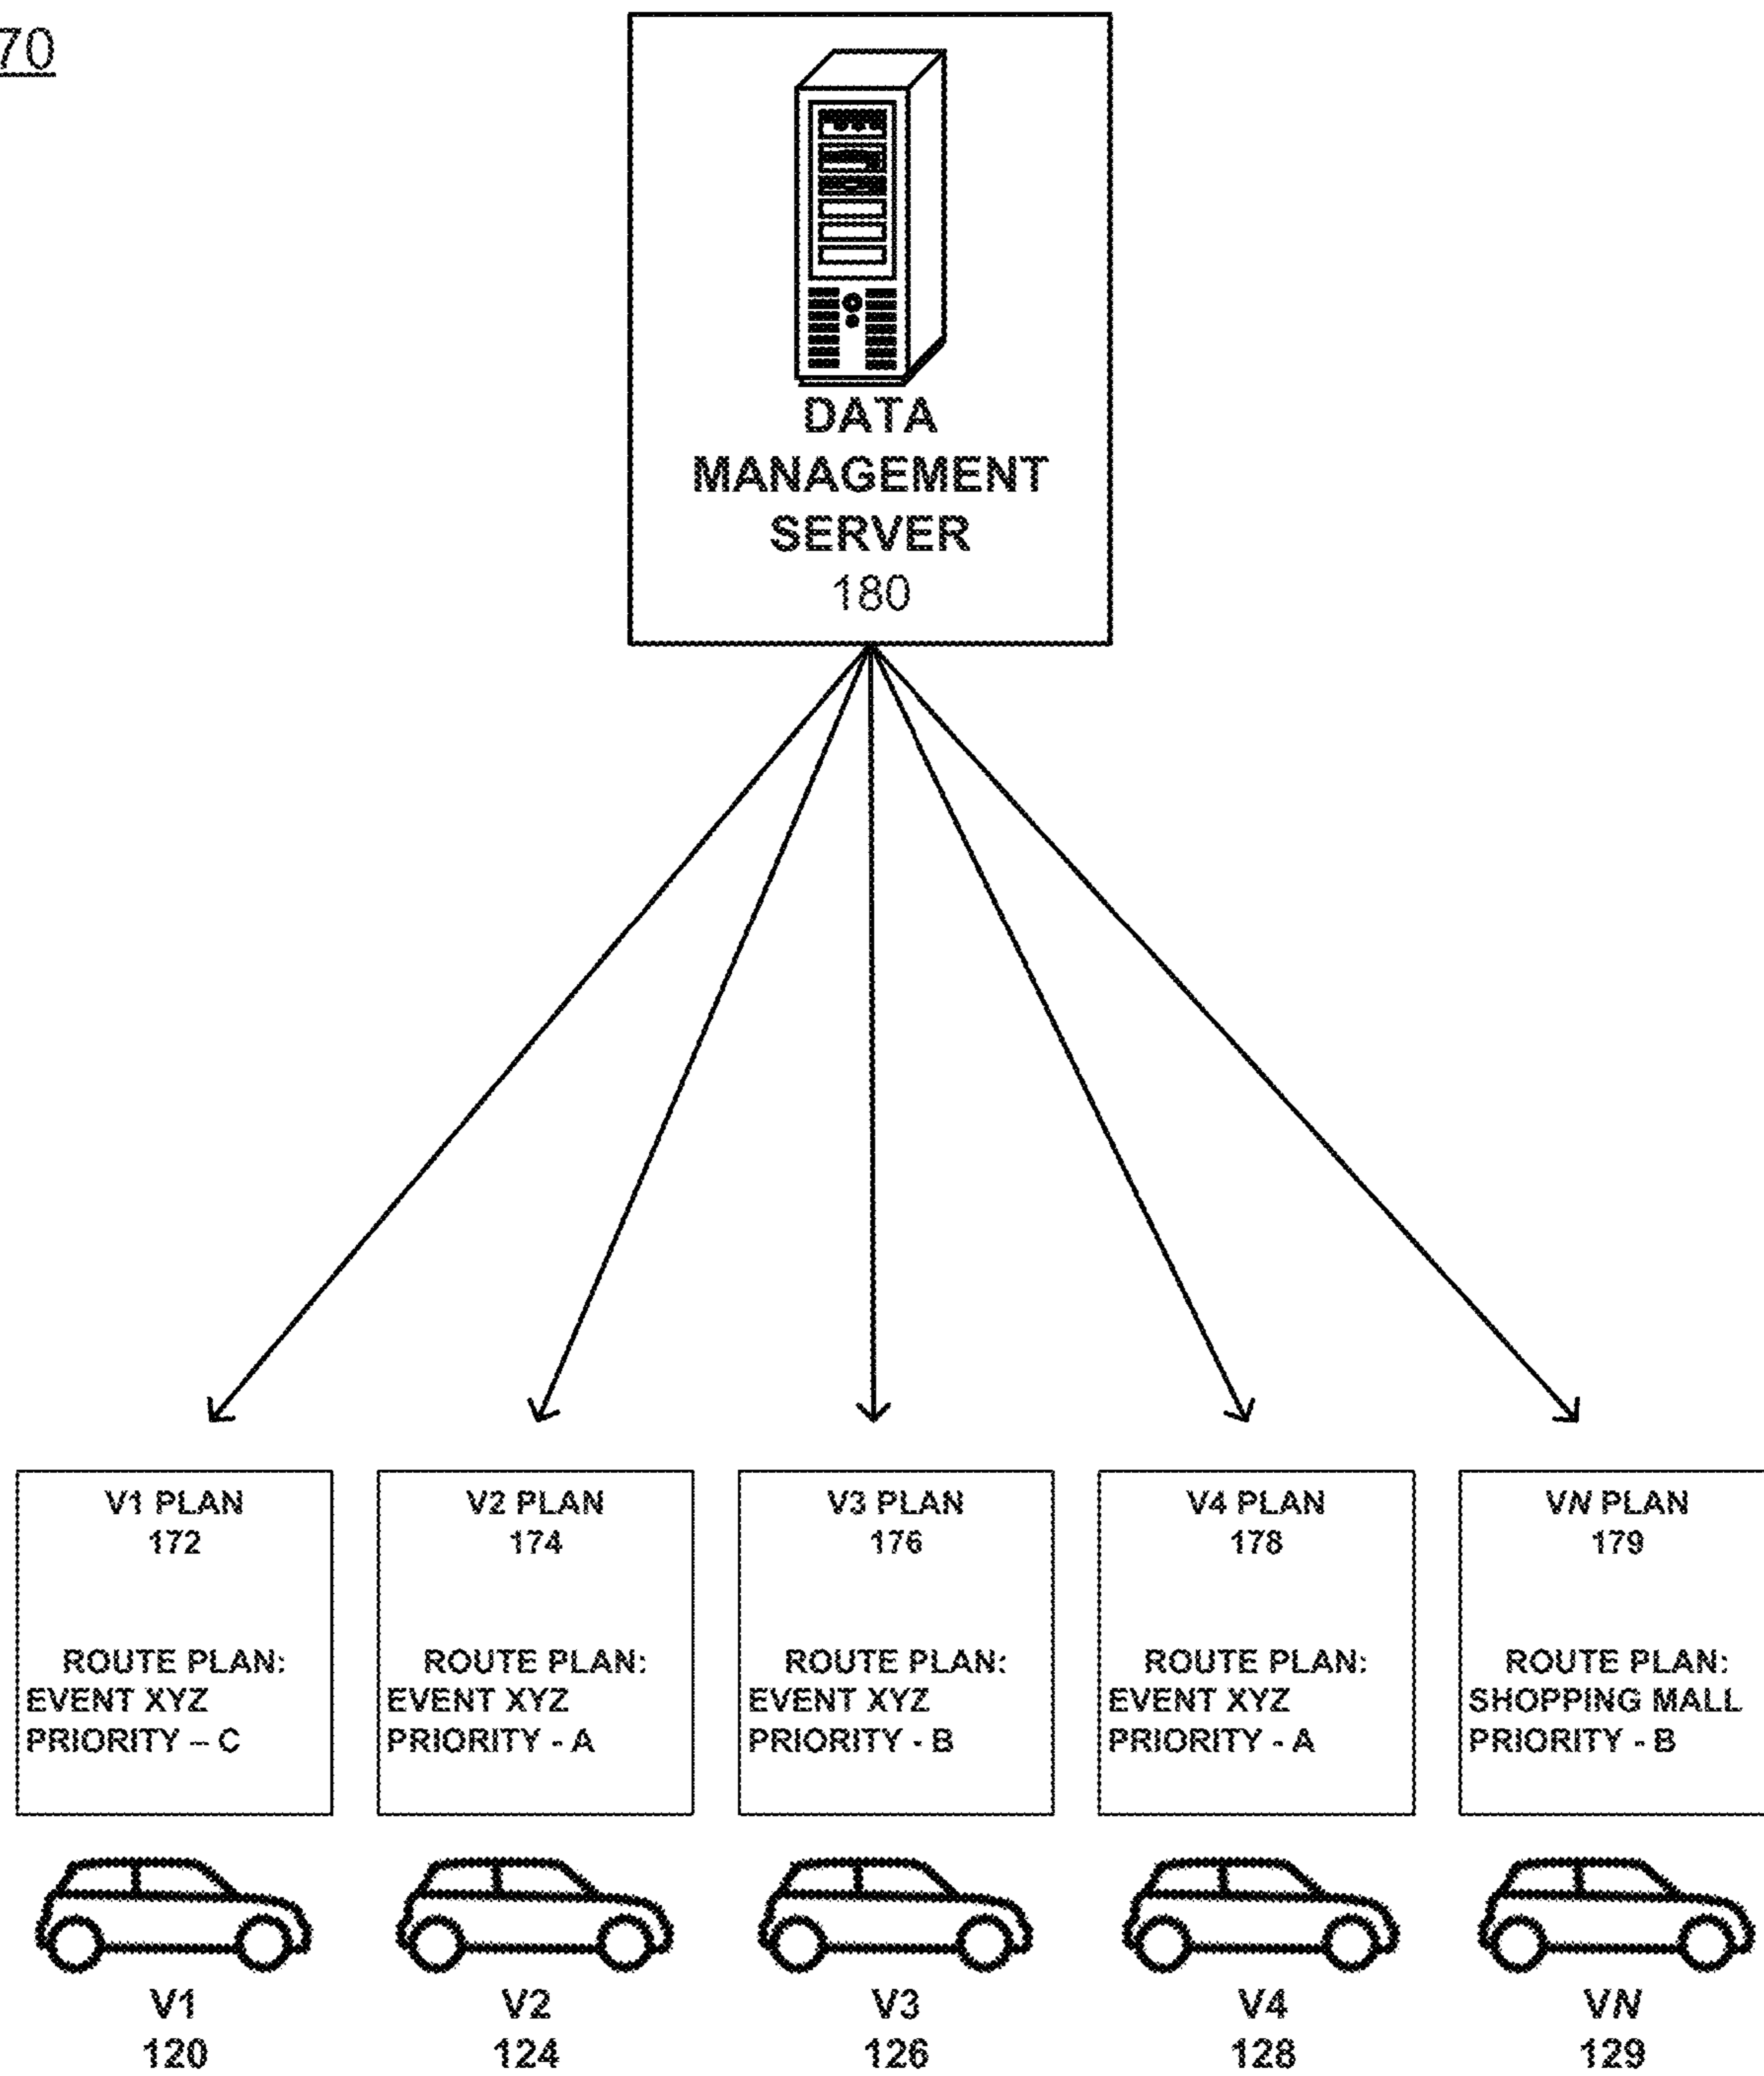 70
DATA
MANAGEMENT
SERVER
180
V1 PLAN
172
ROUTE PLAN:
EVENT XYZ
PRIORITY – C
V2 PLAN
174
ROUTE PLAN:
EVENT XYZ
PRIORITY - A
V3 PLAN
176
ROUTE PLAN:
EVENT XYZ
PRIORITY - B
V4 PLAN
178
ROUTE PLAN:
EVENT XYZ
PRIORITY - A
VN PLAN
179
ROUTE PLAN:
SHOPPING MALL
PRIORITY - B
V1
120
V2
124
V3
126
V4
128
VN
129